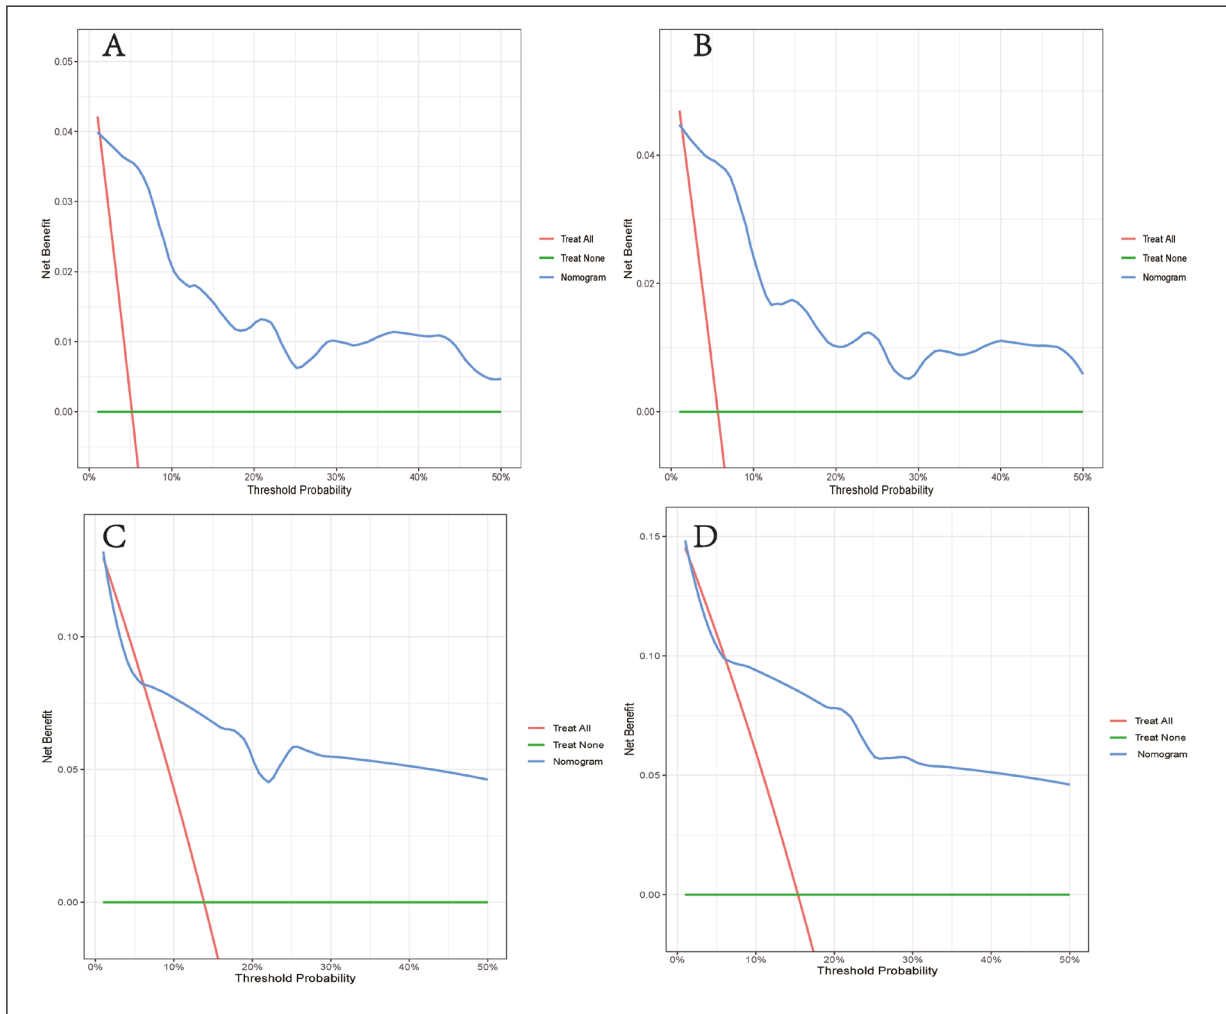 A
0.05
0.04
0.03
0.02
0.01
0.00
Net Benefit
0%
10%
20%
30%
40%
50%
Threshold Probability
Treat All
Treat None
Nomogram
B
0.04
0.02
0.00
Net Benefit
0%
10%
20%
30%
40%
50%
Threshold Probability
Treat All
Treat None
Nomogram
C
0.10
0.05
0.00
Net Benefit
0%
10%
20%
30%
40%
50%
Threshold Probability
Treat All
Treat None
Nomogram
D
0.15
0.10
0.05
0.00
Net Benefit
0%
10%
20%
30%
40%
50%
Threshold Probability
Treat All
Treat None
Nomogram